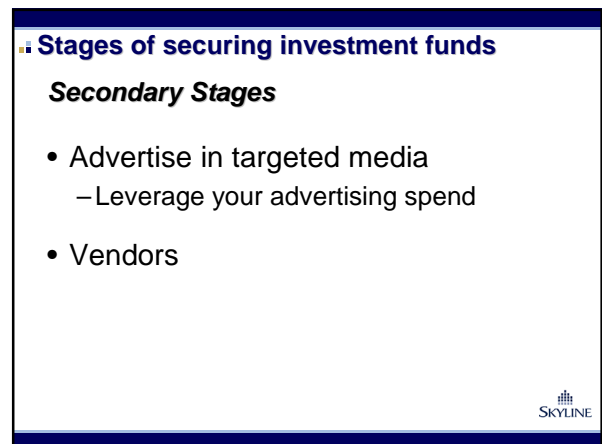 Stages of securing investment funds
Secondary Stages
• Advertise in targeted media
–Leverage your advertising spend
• Vendors
SKYLINE